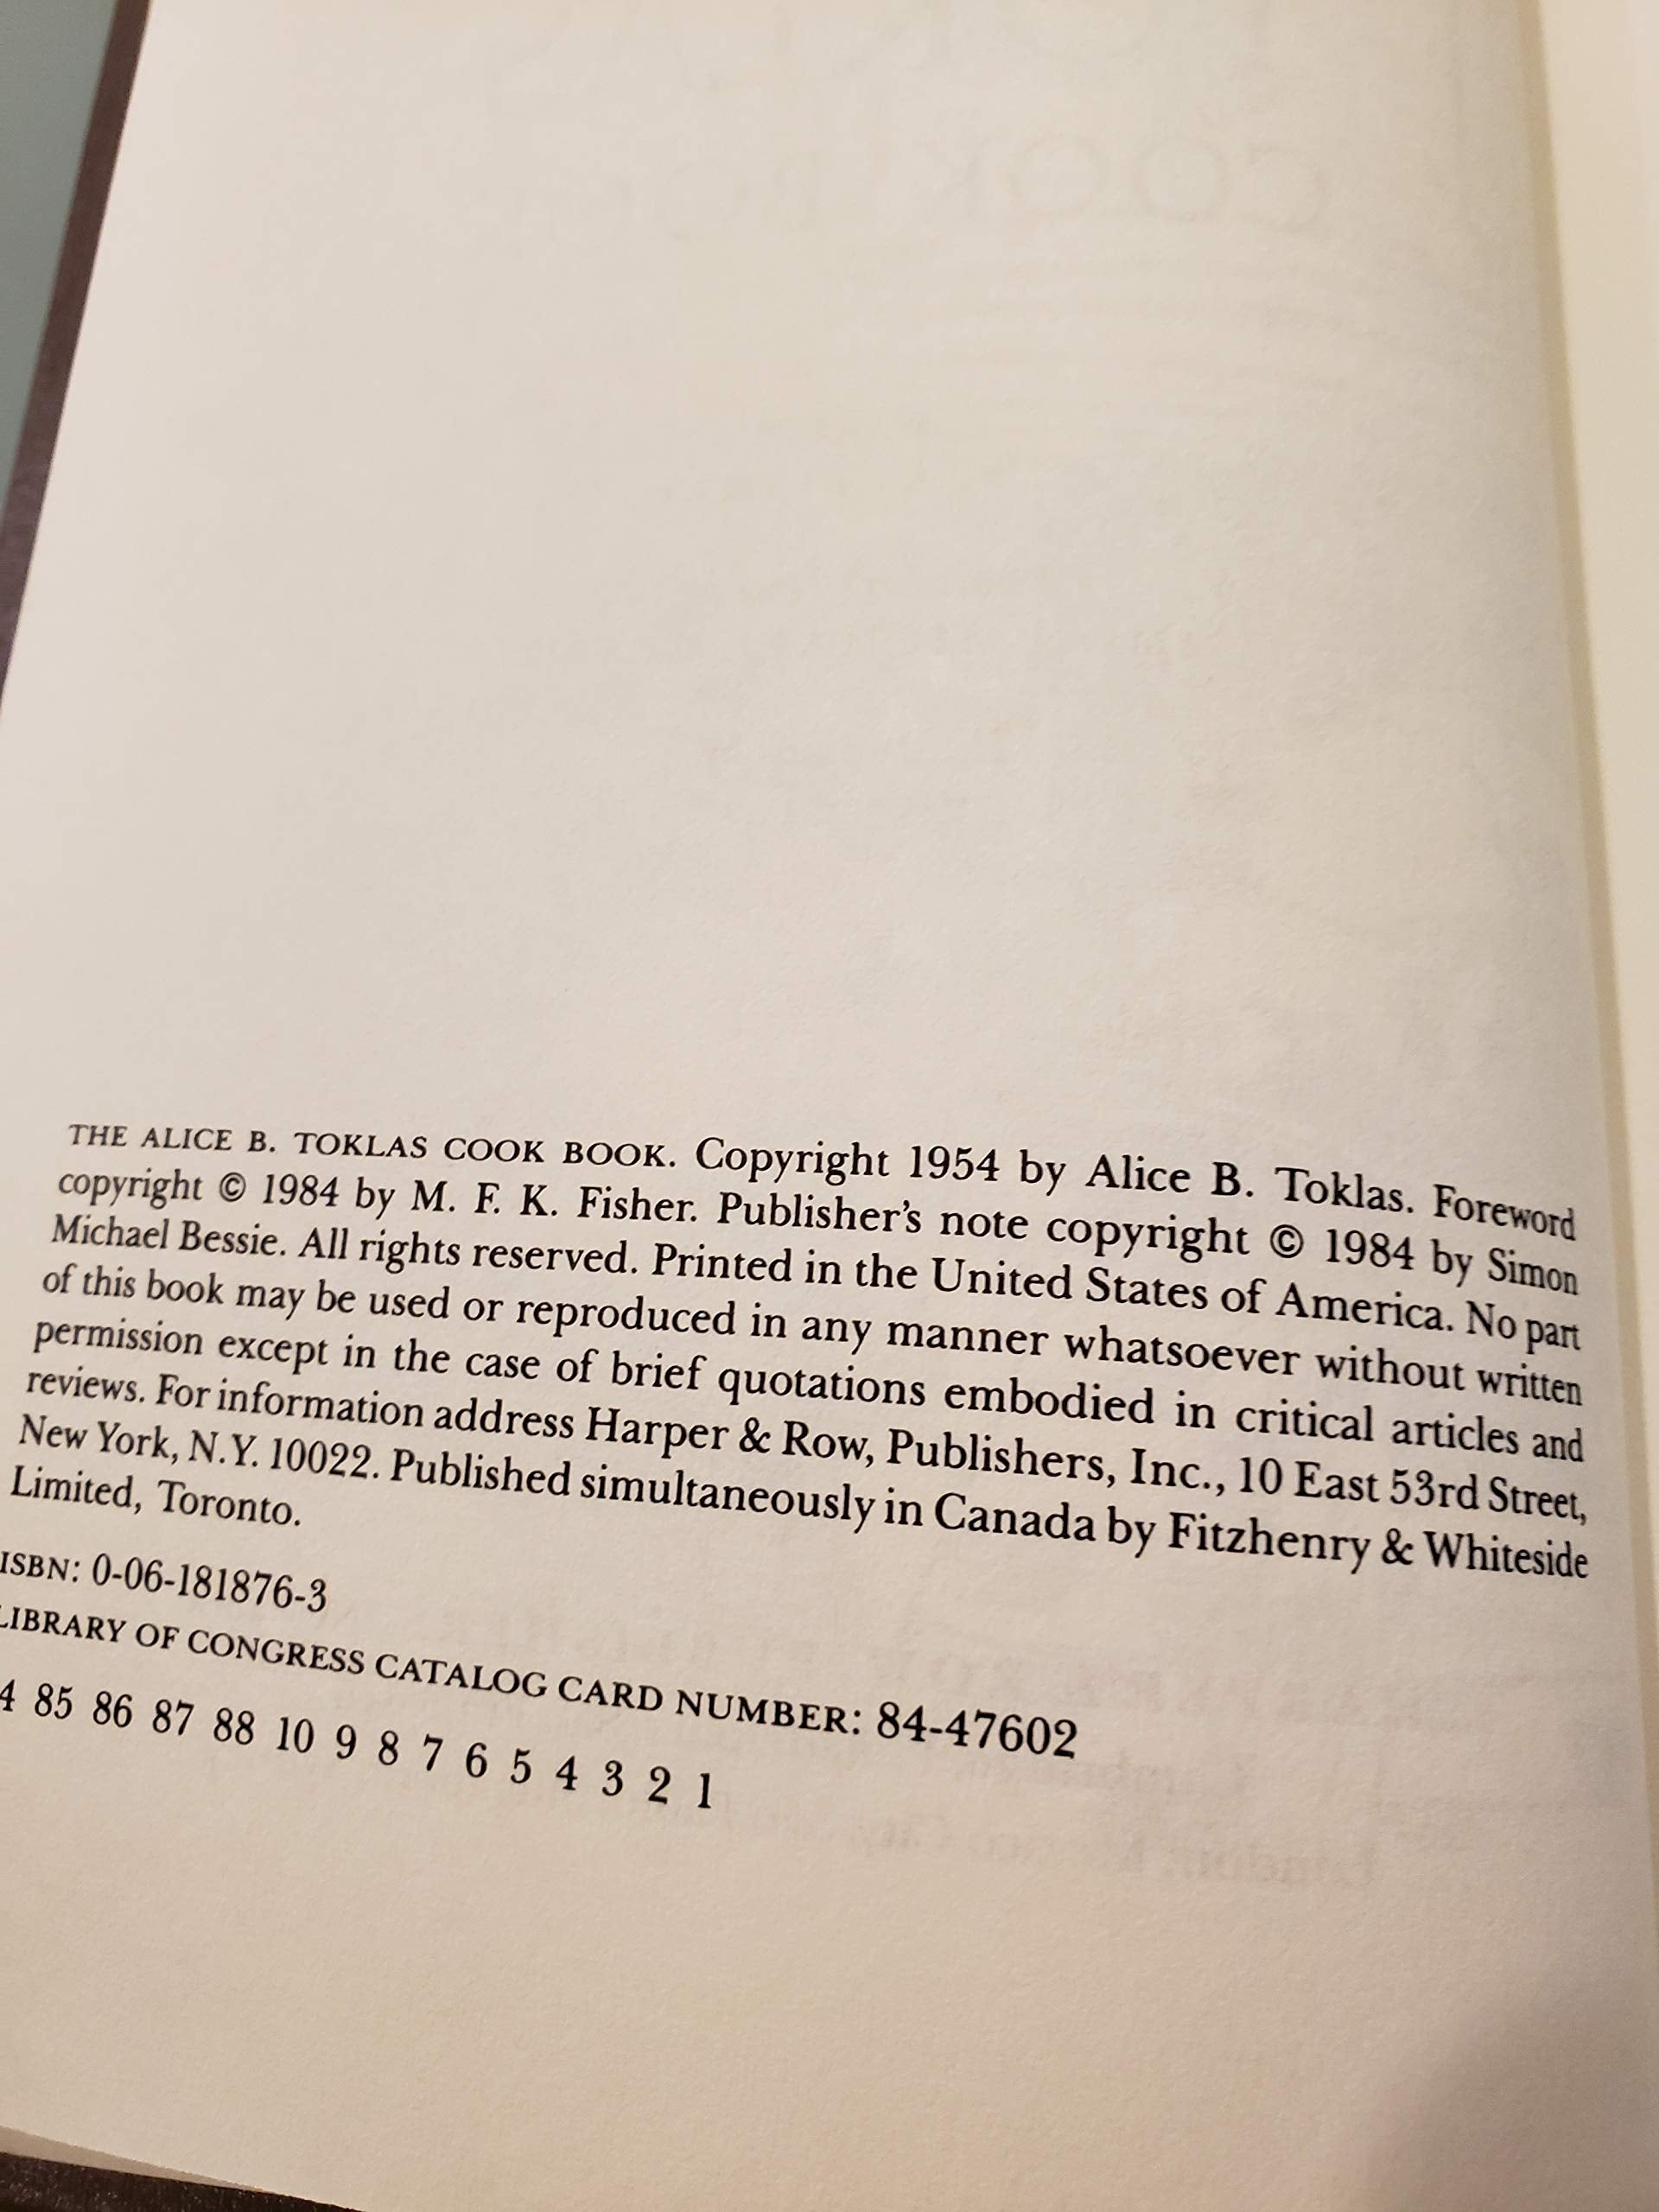 THE ALICE B. TOKLAS COOK BOOK. Copyright 1954 by Alice B. Toklas. Foreword
copyright © 1984 by M. F. K. Fisher. Publisher's note copyright © 1984 by Simon
Michael Bessie. All rights reserved. Printed in the United States of America. No part
of this book may be used or reproduced in any manner whatsoever without written
permission except in the case of brief quotations embodied in critical articles and
reviews. For information address Harper & Row, Publishers, Inc., 10 East 53rd Street,
New York, N.Y. 10022. Published simultaneously in Canada by Fitzhenry & Whiteside
Limited, Toronto.
ISBN: 0-06-181876-3
LIBRARY OF CONGRESS CATALOG CARD NUMBER: 84-47602
4 85 86 87 88 10 9 8 7 6 5 4 3 2 1